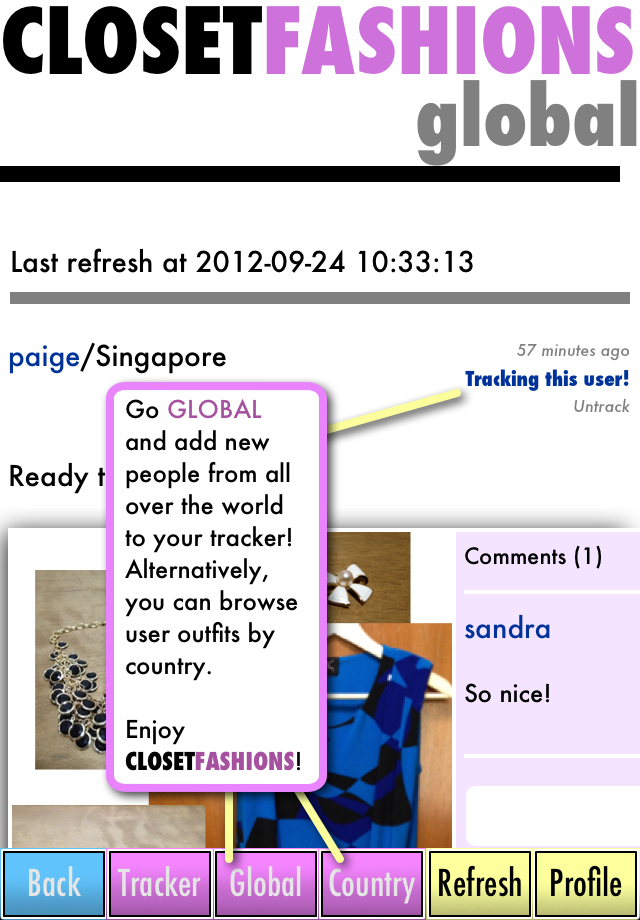 CLOSETFASHIONS
global
Last refresh at 2012-09-24 10:33:13
paige/Singapore
57 minutes ago
Tracking this user!
Untrack
Ready t
Go GLOBAL
and add new
people from all
over the world
to your tracker!
Alternatively,
you can browse
user outfits by
country.
Enjoy
CLOSETFASHIONS!
Comments (1)
sandra
So nice!
Back Tracker Global Country Refresh Profile